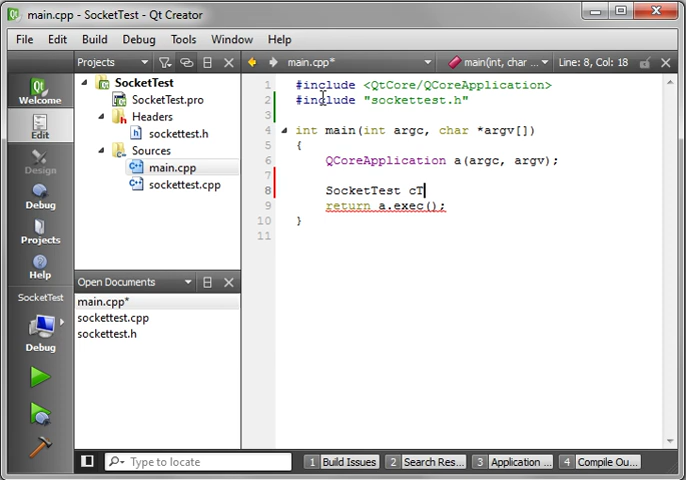 main.cpp - SocketTest - Qt Creator
File Edit Build Debug Tools Window Help
Projects main.cpp* main(int, char ... Line: 8, Col: 18
Welcome
Edit
Design
Debug
Projects
Help
SocketTest
Debug
SocketTest
SocketTest.pro
Headers
sockettest.h
Sources
main.cpp
sockettest.cpp
Open Documents
main.cpp*
sockettest.cpp
sockettest.h
1 #include <QtCore/QCoreApplication>
2 #include "sockettest.h"
3
4 int main(int argc, char *argv[])
5 {
6 QCoreApplication a(argc, argv);
7
8 SocketTest cT
9 return a.exec();
10 }
11
Type to locate 1 Build Issues 2 Search Res... 3 Application ... 4 Compile Ou...